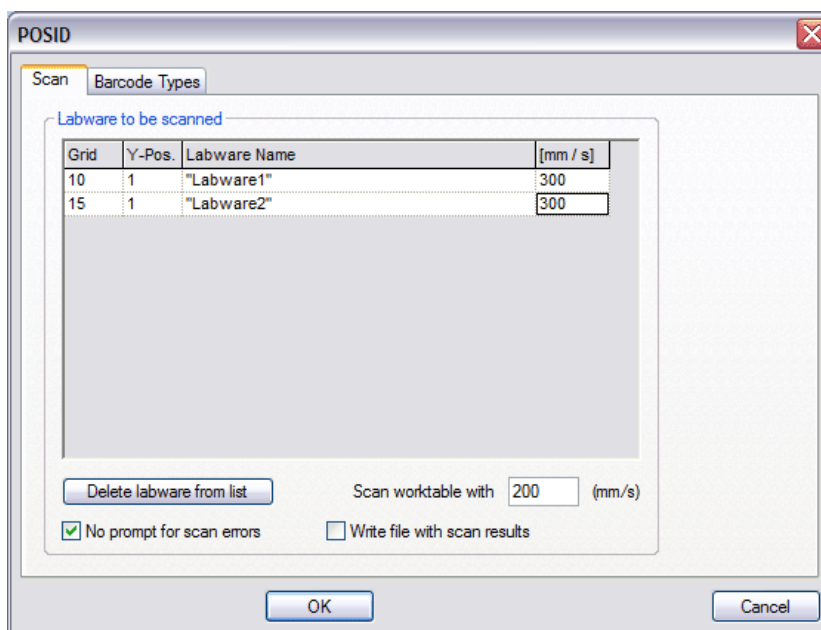 POSID
Scan Barcode Types
Labware to be scanned
Grid Y-Pos. Labware Name [mm / s]
10 1 "Labware1" 300
15 1 "Labware2" 300
Delete labware from list Scan worktable with 200 (mm/s)
No prompt for scan errors Write file with scan results
OK Cancel